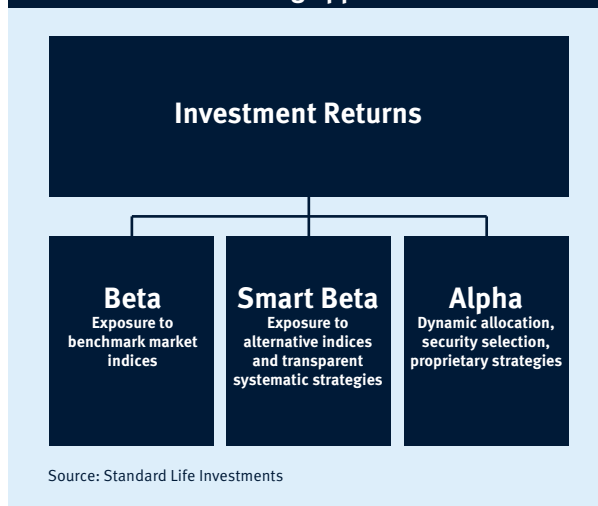 Investment Returns
Beta
Exposure to
benchmark market
indices
Smart Beta
Exposure to
alternative indices
and transparent
systematic strategies
Alpha
Dynamic allocation,
security selection,
proprietary strategies
Source: Standard Life Investments